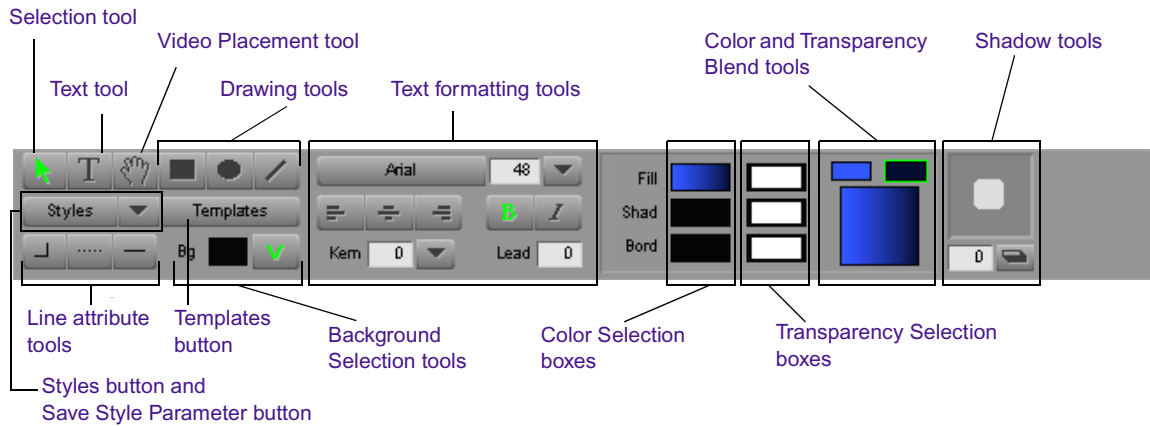 Selection tool
Video Placement tool
Color and Transparency
Blend tools
Shadow tools
Text tool
Drawing tools
Text formatting tools
T
Arial
48
Fill
Styles
Templates
B
I
Shad
Bg
V
Kern
0
Lead
0
Bord
0
Line attribute
tools
Templates
button
Background
Selection tools
Color Selection
boxes
Transparency Selection
boxes
Styles button and
Save Style Parameter button